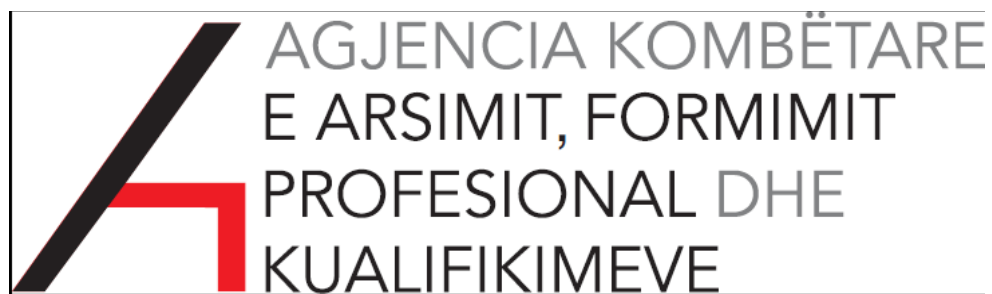 AGJENCIA KOMBËTARE
E ARSIMIT, FORMIMIT
PROFESIONAL DHE
KUALIFIKIMEVE